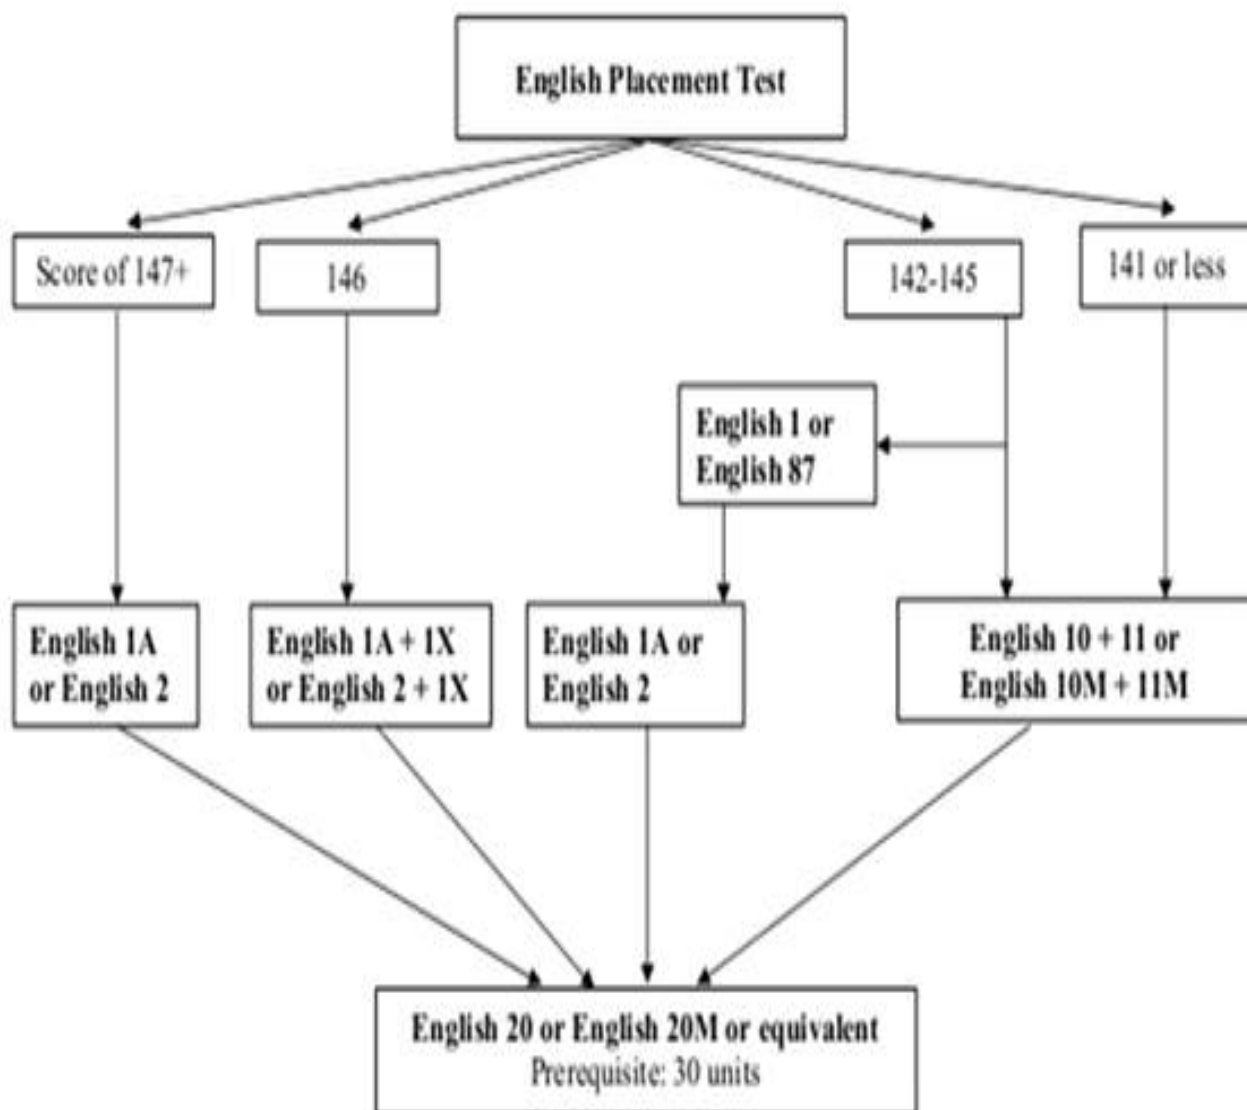 English Placement Test
Score of 147+
146
142-145
141 or less
English 1 or
English 87
English 1A
or English 2
English 1A + 1X
or English 2 + 1X
English 1A or
English 2
English 10 + 11 or
English 10M + 11M
English 20 or English 20M or equivalent
Prerequisite: 30 units